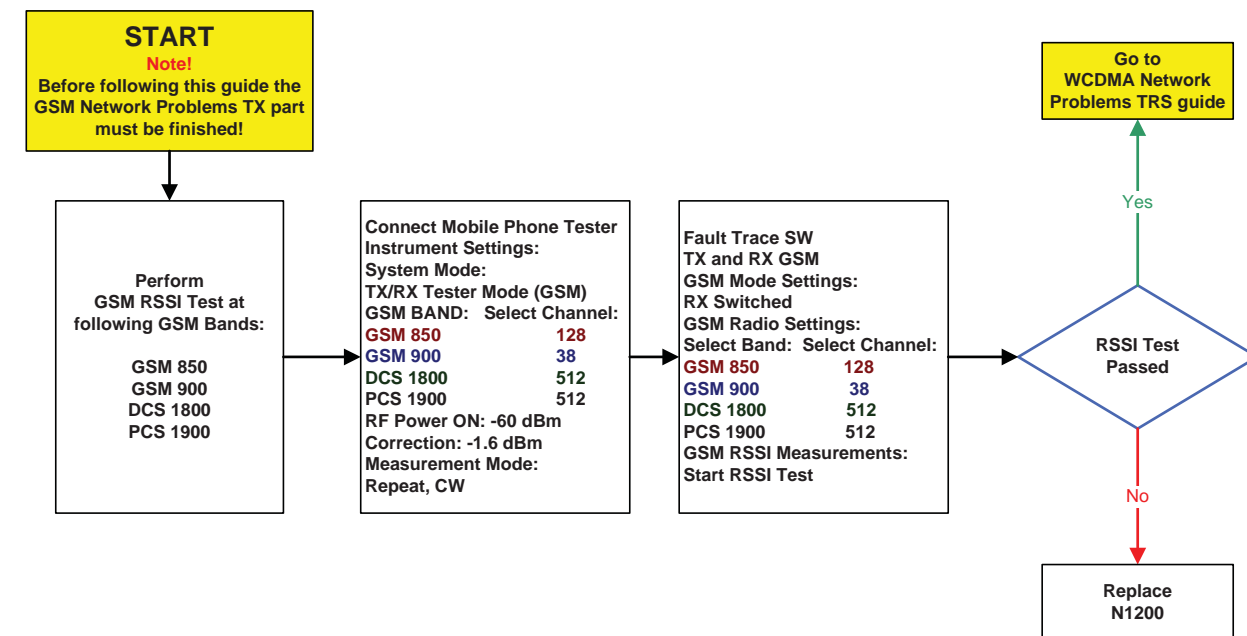 START
Note!
Before following this guide the
GSM Network Problems TX part
must be finished!
Perform
GSM RSSI Test at
following GSM Bands:
GSM 850
GSM 900
DCS 1800
PCS 1900
Connect Mobile Phone Tester
Instrument Settings:
System Mode:
TX/RX Tester Mode (GSM)
GSM BAND: Select Channel:
GSM 850 128
GSM 900 38
DCS 1800 512
PCS 1900 512
RF Power ON: -60 dBm
Correction: -1.6 dBm
Measurement Mode:
Repeat, CW
Fault Trace SW
TX and RX GSM
GSM Mode Settings:
RX Switched
GSM Radio Settings:
Select Band: Select Channel:
GSM 850 128
GSM 900 38
DCS 1800 512
PCS 1900 512
GSM RSSI Measurements:
Start RSSI Test
RSSI Test
Passed
Yes
Go to
WCDMA Network
Problems TRS guide
No
Replace
N1200